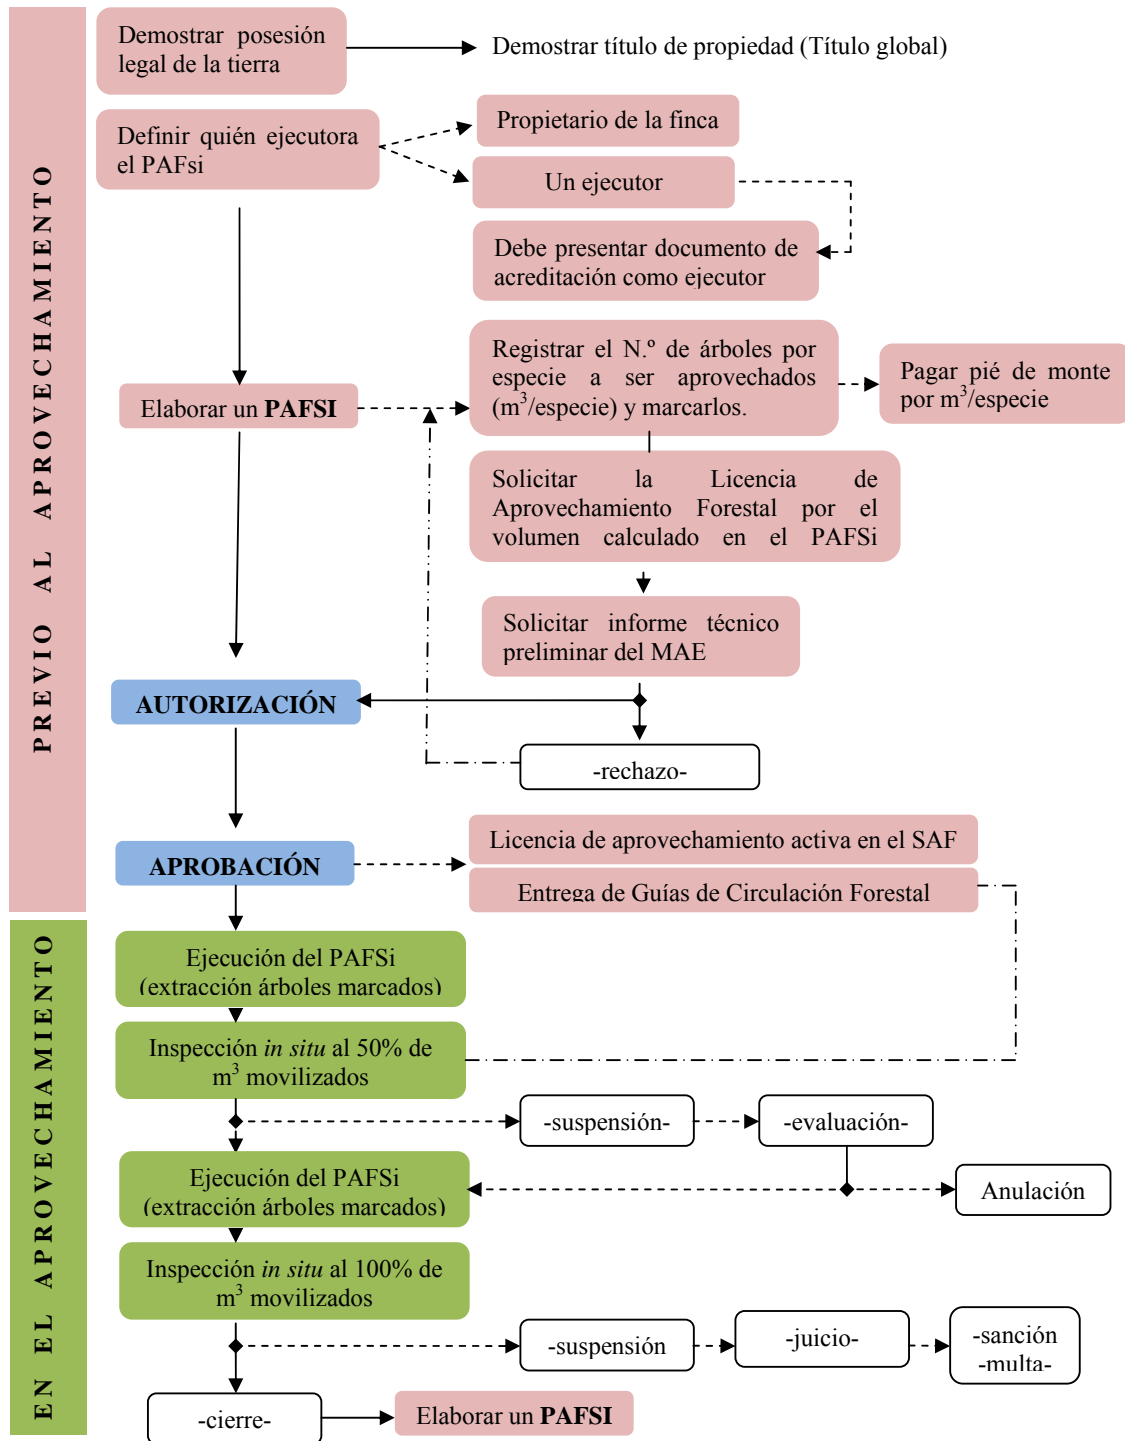 PREVIO AL APROVECHAMIENTO
Demostrar posesión
legal de la tierra
Demostrar título de propiedad (Título global)
Definir quién ejecutora
el PAFsi
Propietario de la finca
Un ejecutor
Debe presentar documento de
acreditación como ejecutor
Elaborar un PAFSI
Registrar el N.º de árboles por
especie a ser aprovechados
(m³/especie) y marcarlos.
Pagar pié de monte
por m³/especie
Solicitar la Licencia de
Aprovechamiento Forestal por el
volumen calculado en el PAFSi
Solicitar informe técnico
preliminar del MAE
AUTORIZACIÓN
-rechazo-
APROBACIÓN
Licencia de aprovechamiento activa en el SAF
Entrega de Guías de Circulación Forestal
EN EL APROVECHAMIENTO
Ejecución del PAFSi
(extracción árboles marcados)
Inspección in situ al 50% de
m³ movilizados
-suspensión-
-evaluación-
Ejecución del PAFSi
(extracción árboles marcados)
Anulación
Inspección in situ al 100% de
m³ movilizados
-suspensión
-juicio-
-sanción
-multa-
-cierre-
Elaborar un PAFSI